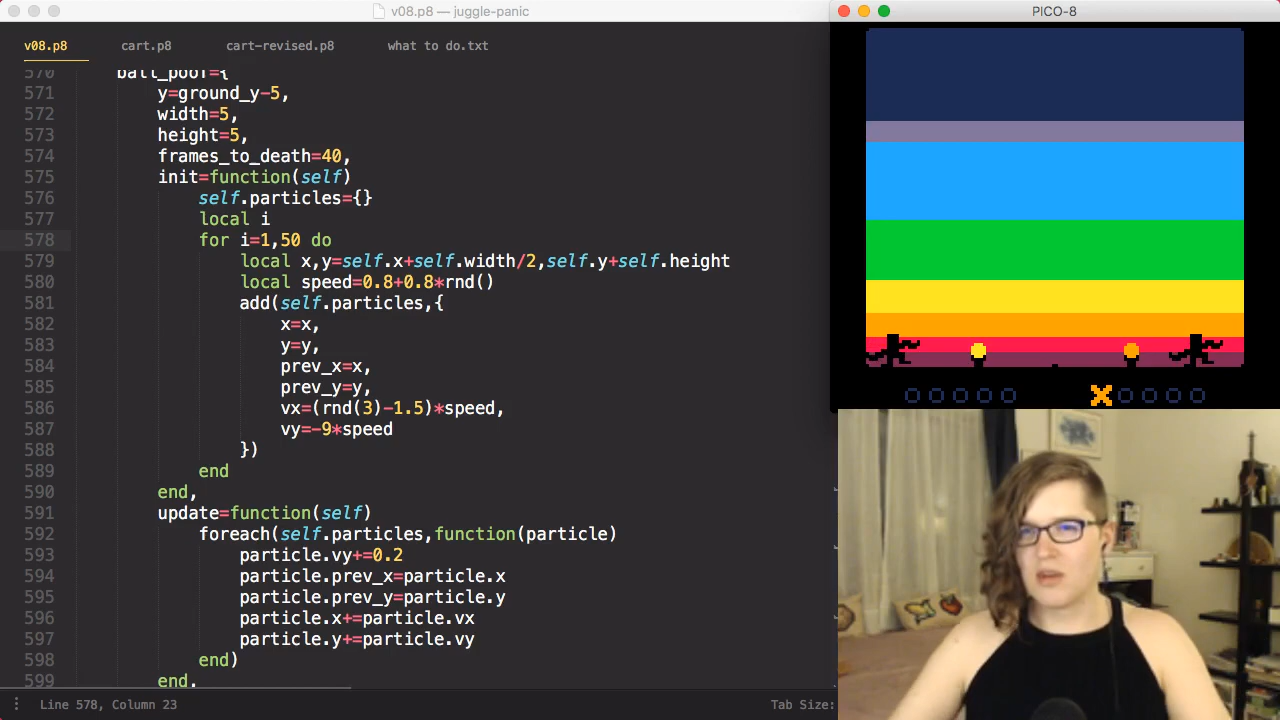 v08.p8 — juggle-panic
PICO-8
v08.p8 cart.p8 cart-revised.p8 what to do.txt
570 ball_poof={
571 y=ground_y-5,
572 width=5,
573 height=5,
574 frames_to_death=40,
575 init=function(self)
576 self.particles={}
577 local i
578 for i=1,50 do
579 local x,y=self.x+self.width/2,self.y+self.height
580 local speed=0.8+0.8*rnd()
581 add(self.particles,{
582 x=x,
583 y=y,
584 prev_x=x,
585 prev_y=y,
586 vx=(rnd(3)-1.5)*speed,
587 vy=-9*speed
588 })
589 end
590 end,
591 update=function(self)
592 foreach(self.particles,function(particle)
593 particle.vy+=0.2
594 particle.prev_x=particle.x
595 particle.prev_y=particle.y
596 particle.x+=particle.vx
597 particle.y+=particle.vy
598 end)
599 end,
Line 578, Column 23
Tab Size: